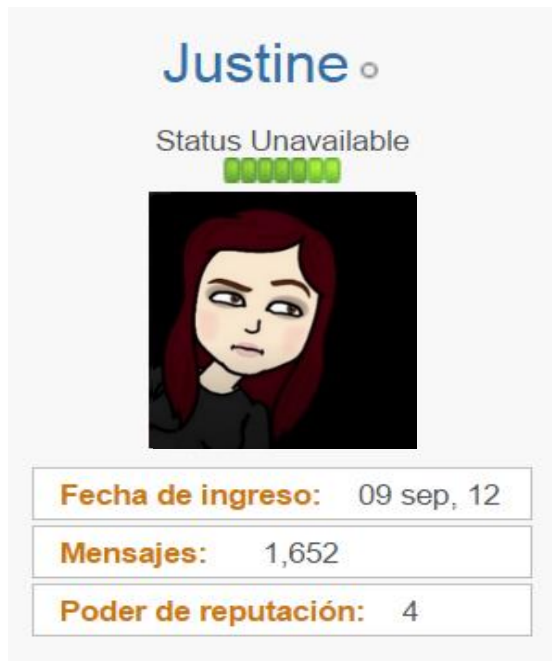 Justine
Status Unavailable
Fecha de ingreso: 09 sep, 12
Mensajes: 1,652
Poder de reputación: 4